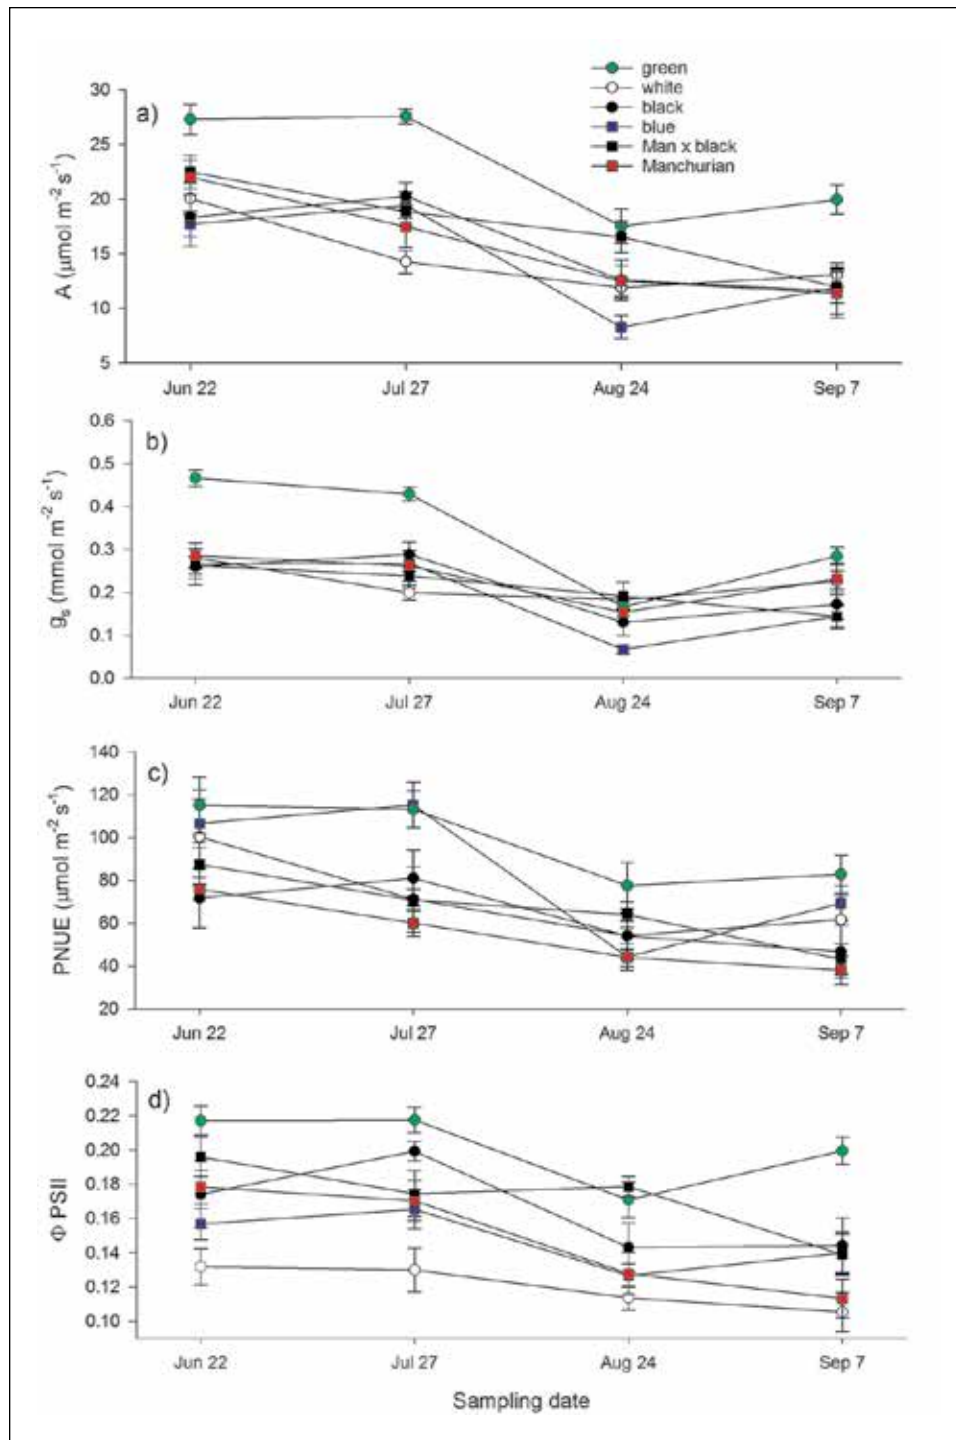 green
white
black
blue
Man x black
Manchurian
a)
A (µmol m⁻² s⁻¹)
30
25
20
15
10
5
Jun 22 Jul 27 Aug 24 Sep 7
b)
gₛ (mmol m⁻² s⁻¹)
0.6
0.5
0.4
0.3
0.2
0.1
0.0
Jun 22 Jul 27 Aug 24 Sep 7
c)
PNUE (µmol m⁻² s⁻¹)
140
120
100
80
60
40
20
Jun 22 Jul 27 Aug 24 Sep 7
d)
Φ PSII
0.24
0.22
0.20
0.18
0.16
0.14
0.12
0.10
Jun 22 Jul 27 Aug 24 Sep 7
Sampling date